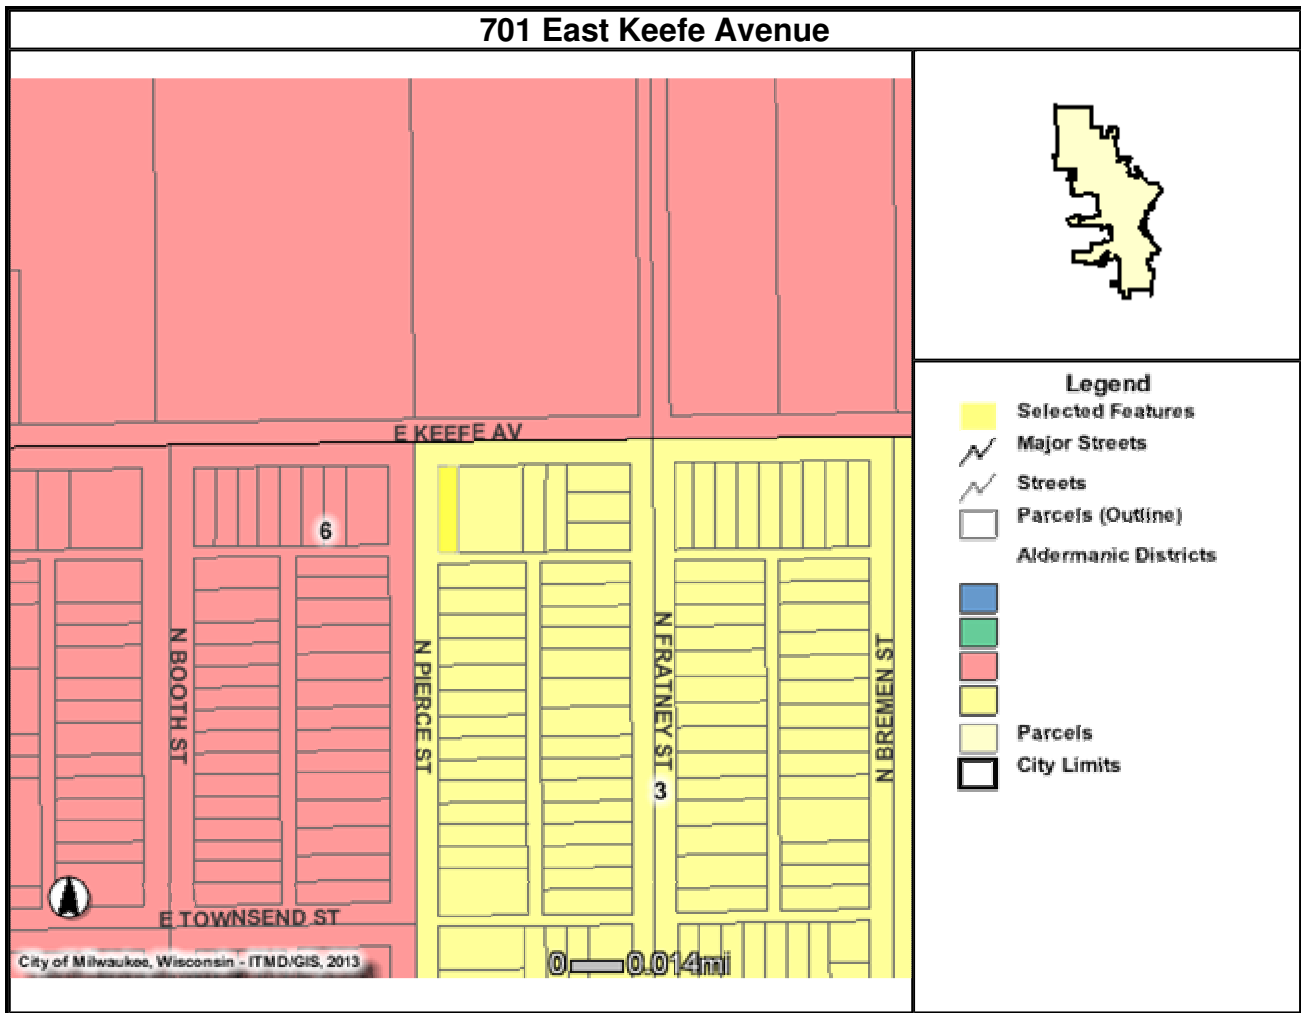 701 East Keefe Avenue
E KEEFE AV
6
N BOOTH ST
N PIERCE ST
N FRATNEY ST
N BREMEN ST
3
E TOWNSEND ST
City of Milwaukee, Wisconsin - ITMD/GIS, 2013
0 0.014mi
Legend
Selected Features
Major Streets
Streets
Parcels (Outline)
Aldermanic Districts
Parcels
City Limits